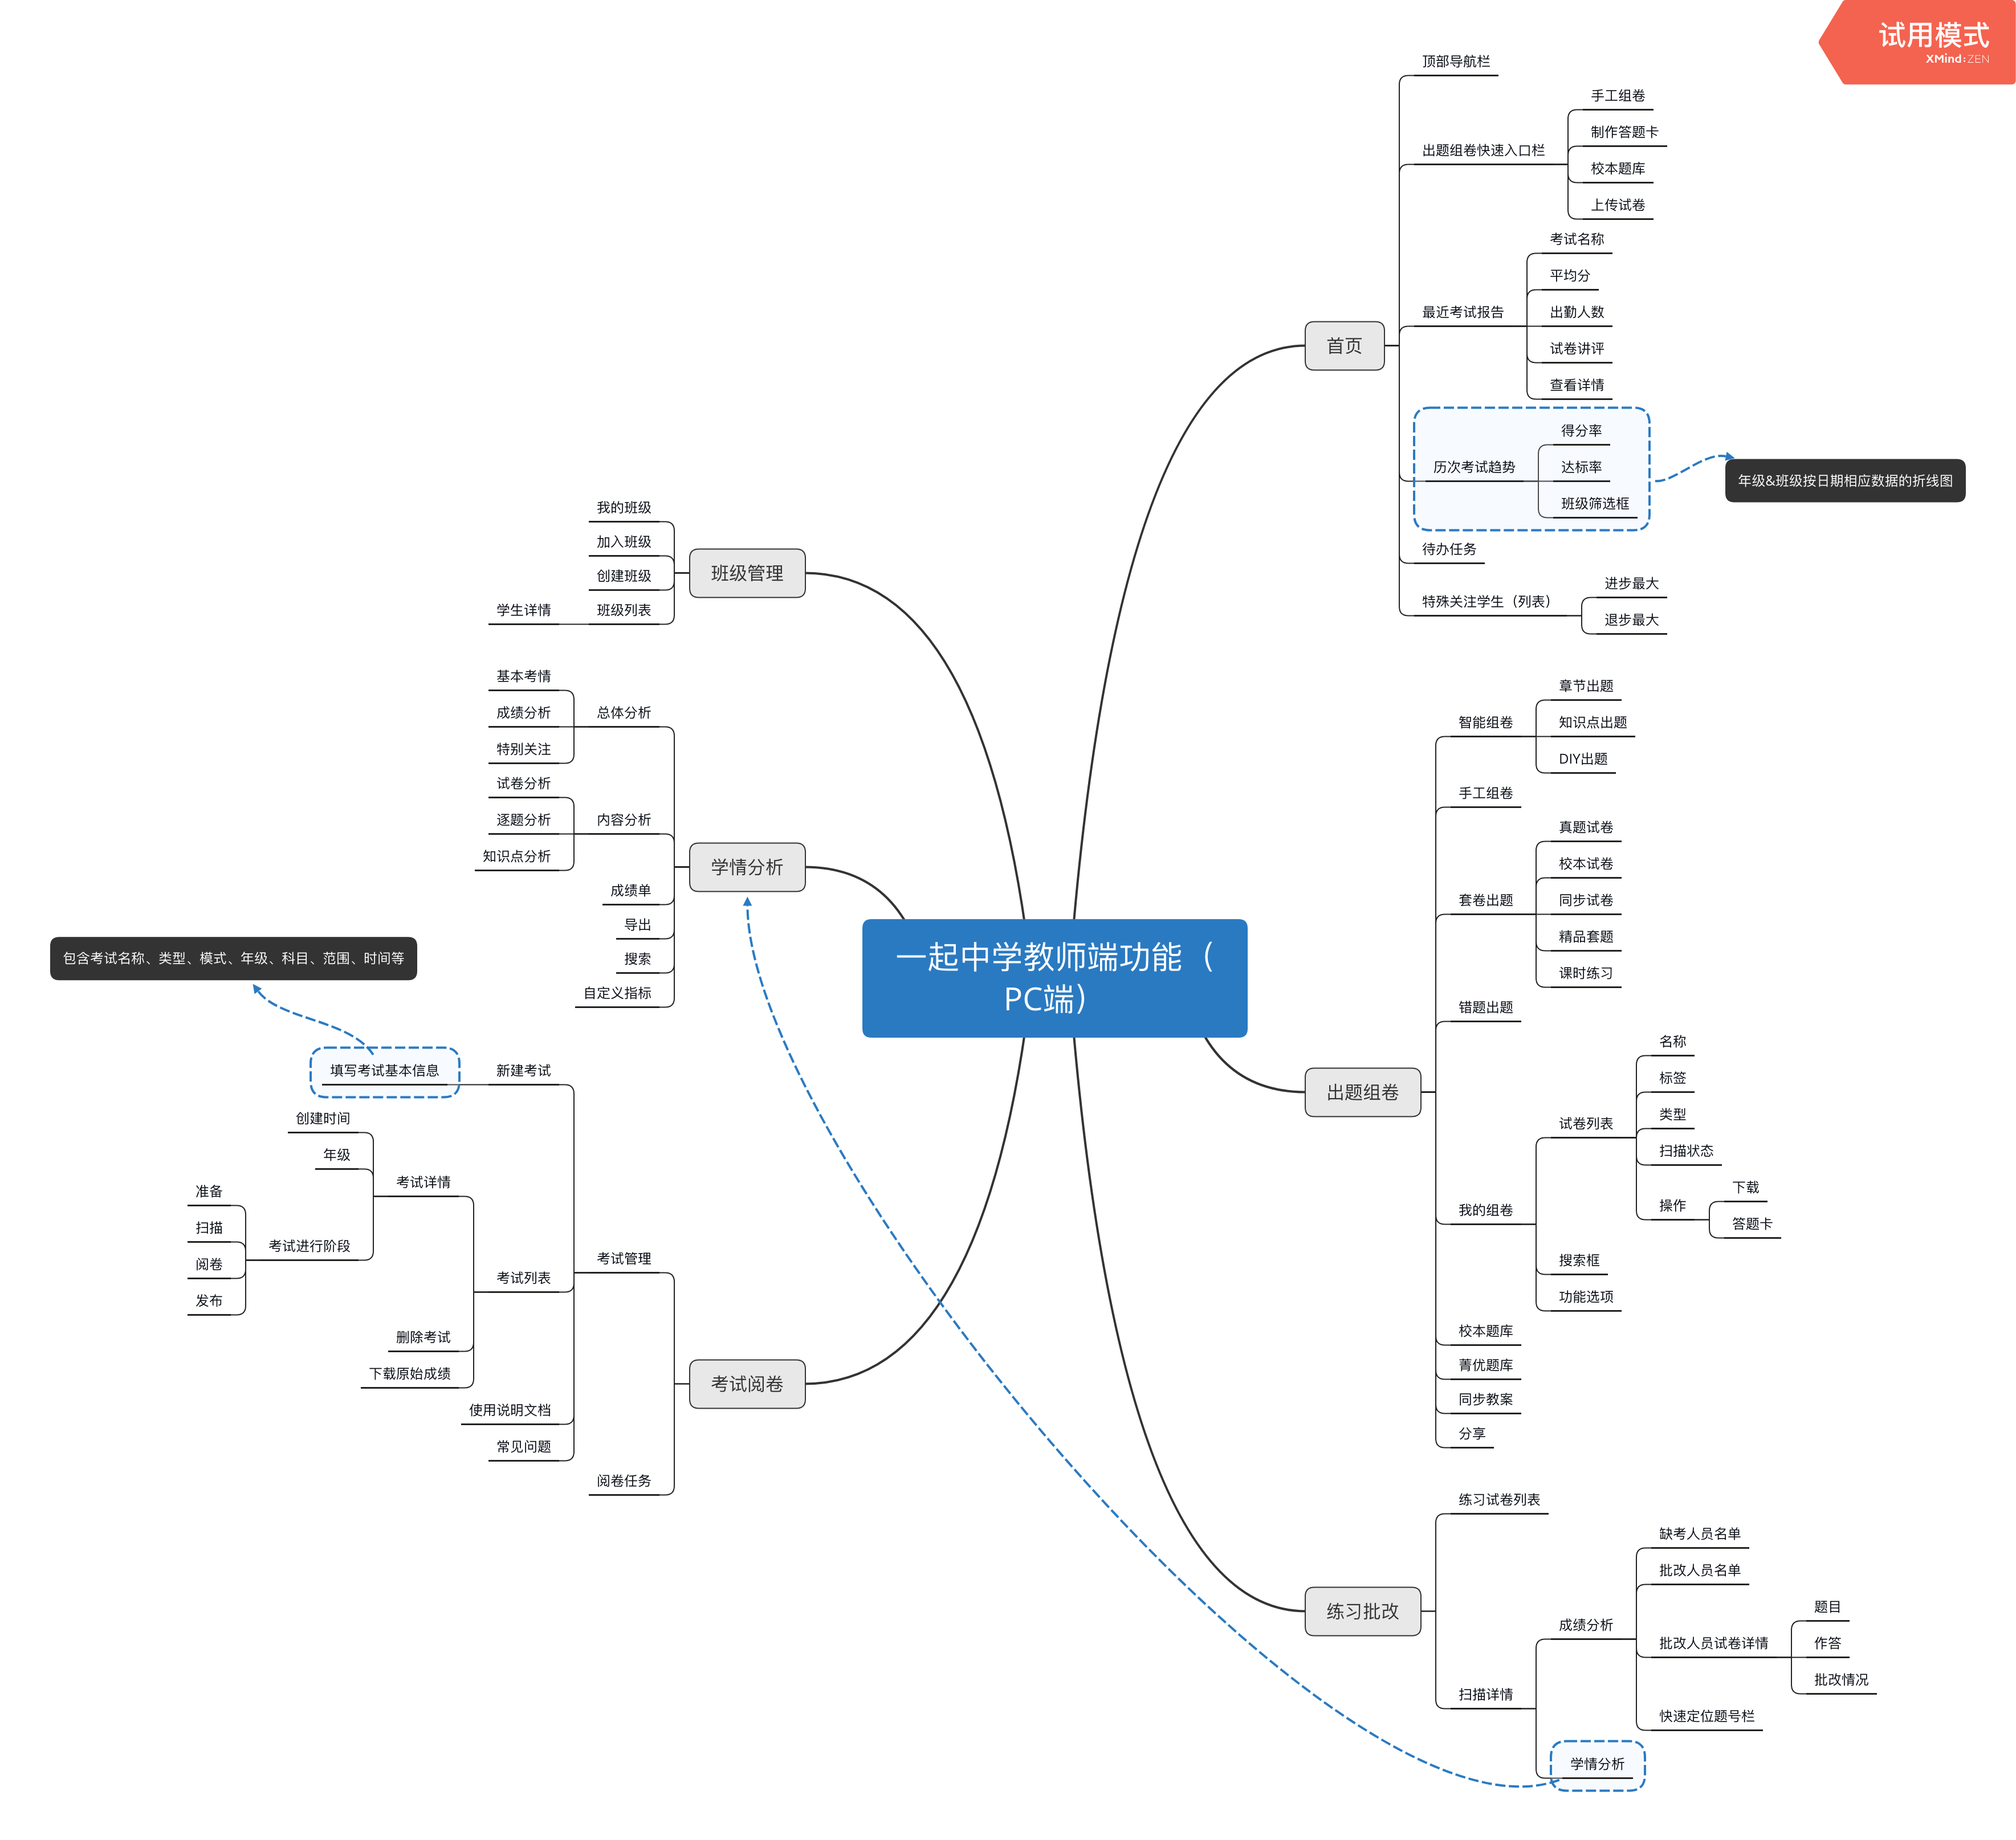 试用模式
XMind:ZEN
一起中学教师端功能（
PC端）
首页
顶部导航栏
出题组卷快速入口栏
手工组卷
制作答题卡
校本题库
上传试卷
最近考试报告
考试名称
平均分
出勤人数
试卷讲评
查看详情
历次考试趋势
得分率
达标率
班级筛选框
年级&班级按日期相应数据的折线图
待办任务
特殊关注学生（列表）
进步最大
退步最大
出题组卷
智能组卷
章节出题
知识点出题
DIY出题
手工组卷
套卷出题
真题试卷
校本试卷
同步试卷
精品套题
课时练习
错题出题
我的组卷
试卷列表
名称
标签
类型
扫描状态
操作
下载
答题卡
搜索框
功能选项
校本题库
菁优题库
同步教案
分享
练习批改
练习试卷列表
扫描详情
成绩分析
缺考人员名单
批改人员名单
批改人员试卷详情
题目
作答
批改情况
快速定位题号栏
学情分析
班级管理
我的班级
加入班级
创建班级
班级列表
学生详情
学情分析
总体分析
基本考情
成绩分析
特别关注
内容分析
试卷分析
逐题分析
知识点分析
成绩单
导出
搜索
自定义指标
考试阅卷
考试管理
新建考试
填写考试基本信息
包含考试名称、类型、模式、年级、科目、范围、时间等
考试列表
考试详情
创建时间
年级
考试进行阶段
准备
扫描
阅卷
发布
删除考试
下载原始成绩
使用说明文档
常见问题
阅卷任务